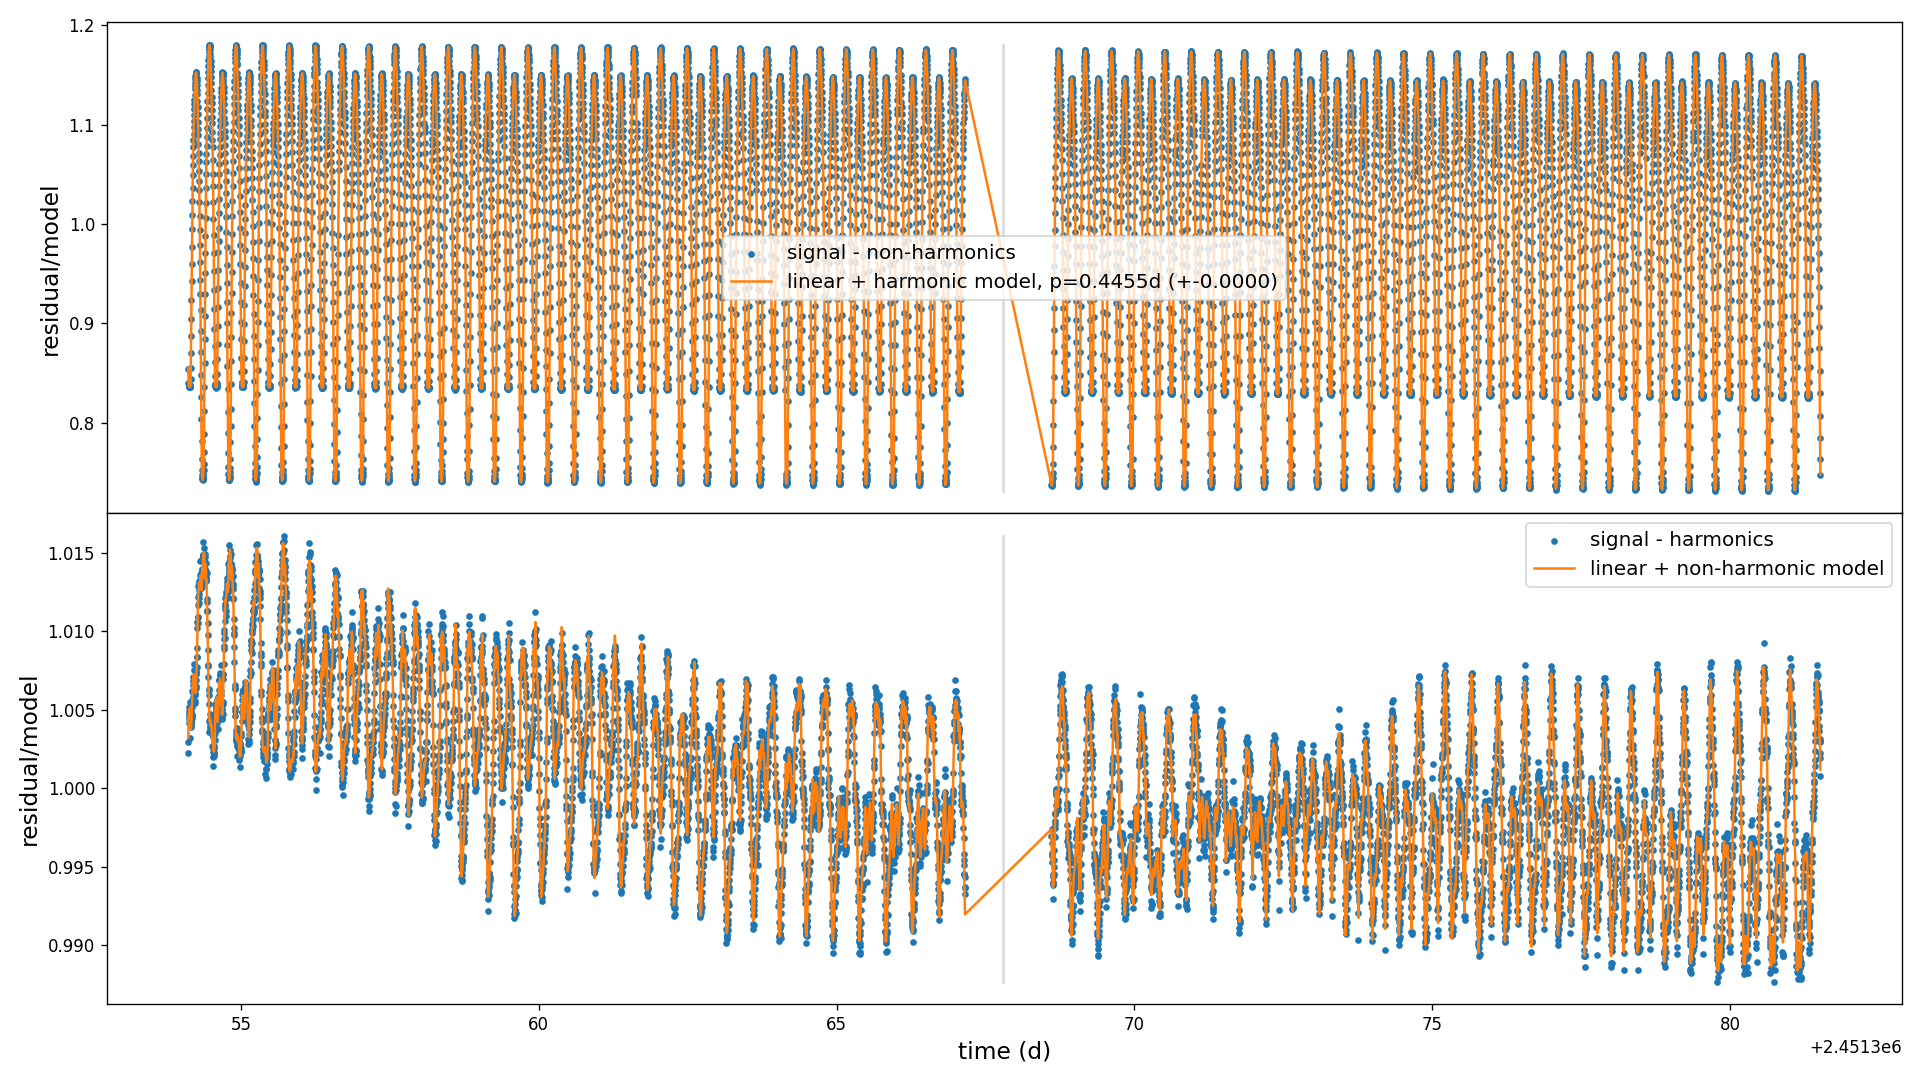 1.2
1.1
1.0
0.9
0.8
residual/model
signal - non-harmonics
linear + harmonic model, p=0.4455d (+-0.0000)
1.015
1.010
1.005
1.000
0.995
0.990
residual/model
signal - harmonics
linear + non-harmonic model
55 60 65 70 75 80
time (d)
+2.4513e6